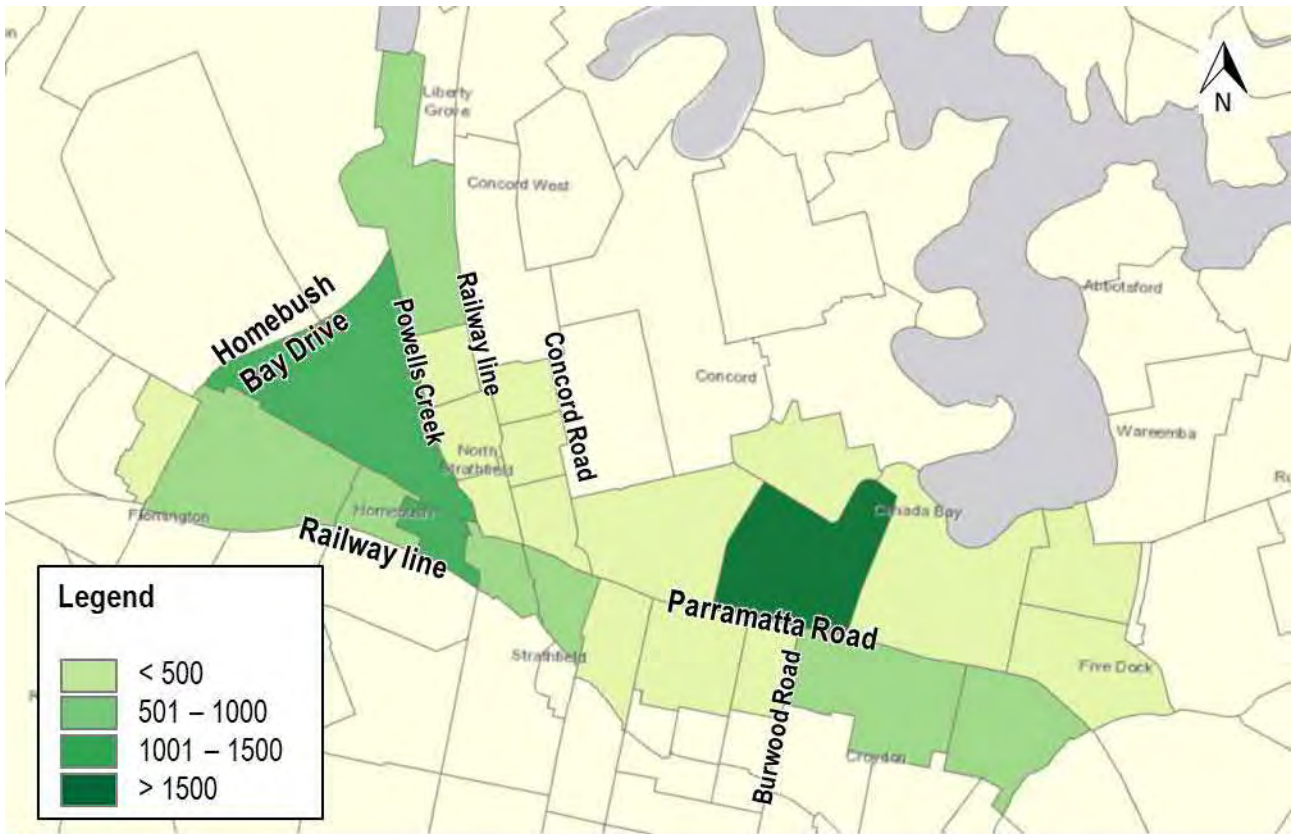 Liberty
Grove
N
Concord West
Abbotsford
Homebush
Bay Drive
Powells Creek
Railway line
Concord Road
Concord
Wareemba
North
Strathfield
Flemington
Homebush
Canada Bay
Railway line
Parramatta Road
Strathfield
Five Dock
Burwood Road
Croydon
Legend
< 500
501 – 1000
1001 – 1500
> 1500